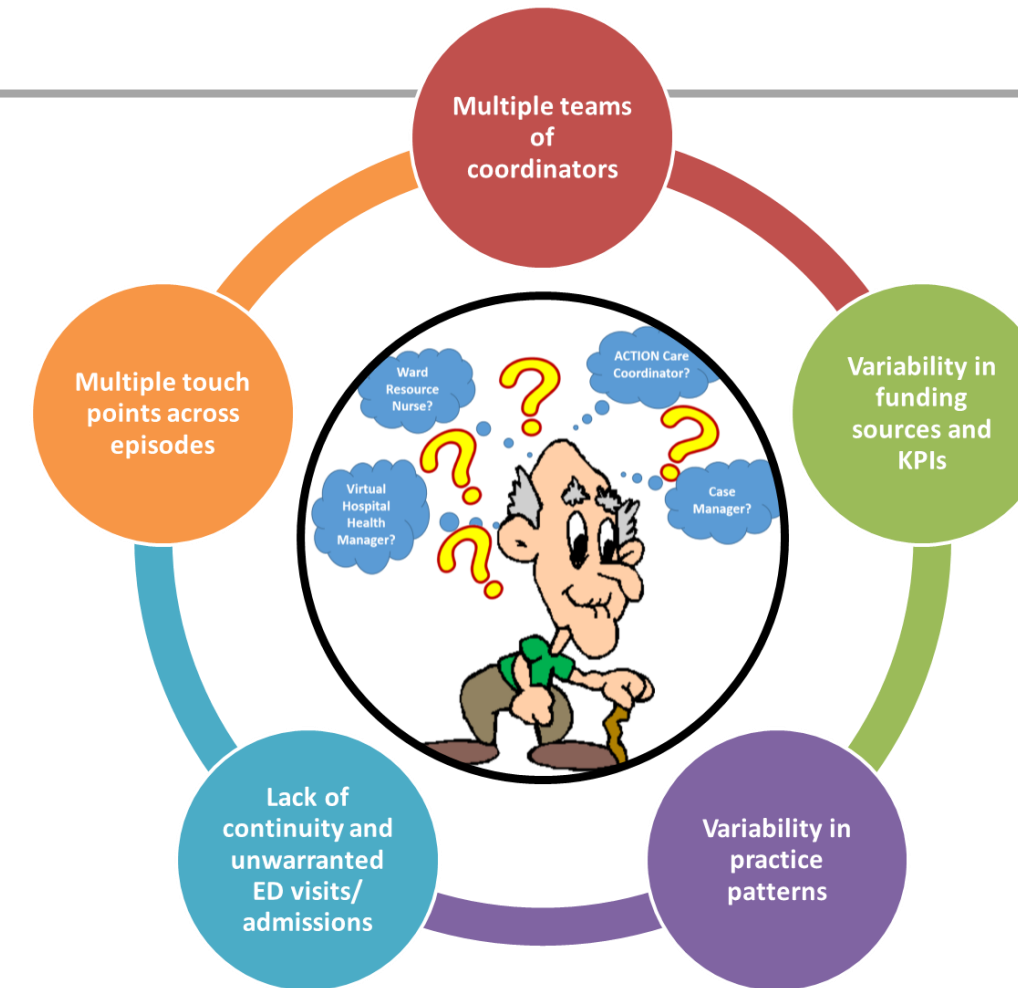 Multiple teams
of
coordinators
Variability in
funding
sources and
KPIs
Variability in
practice
patterns
Lack of
continuity and
unwarranted
ED visits/
admissions
Multiple touch
points across
episodes
Ward
Resource
Nurse?
ACTION Care
Coordinator?
Virtual
Hospital
Health
Manager?
Case
Manager?
?
?
?
?